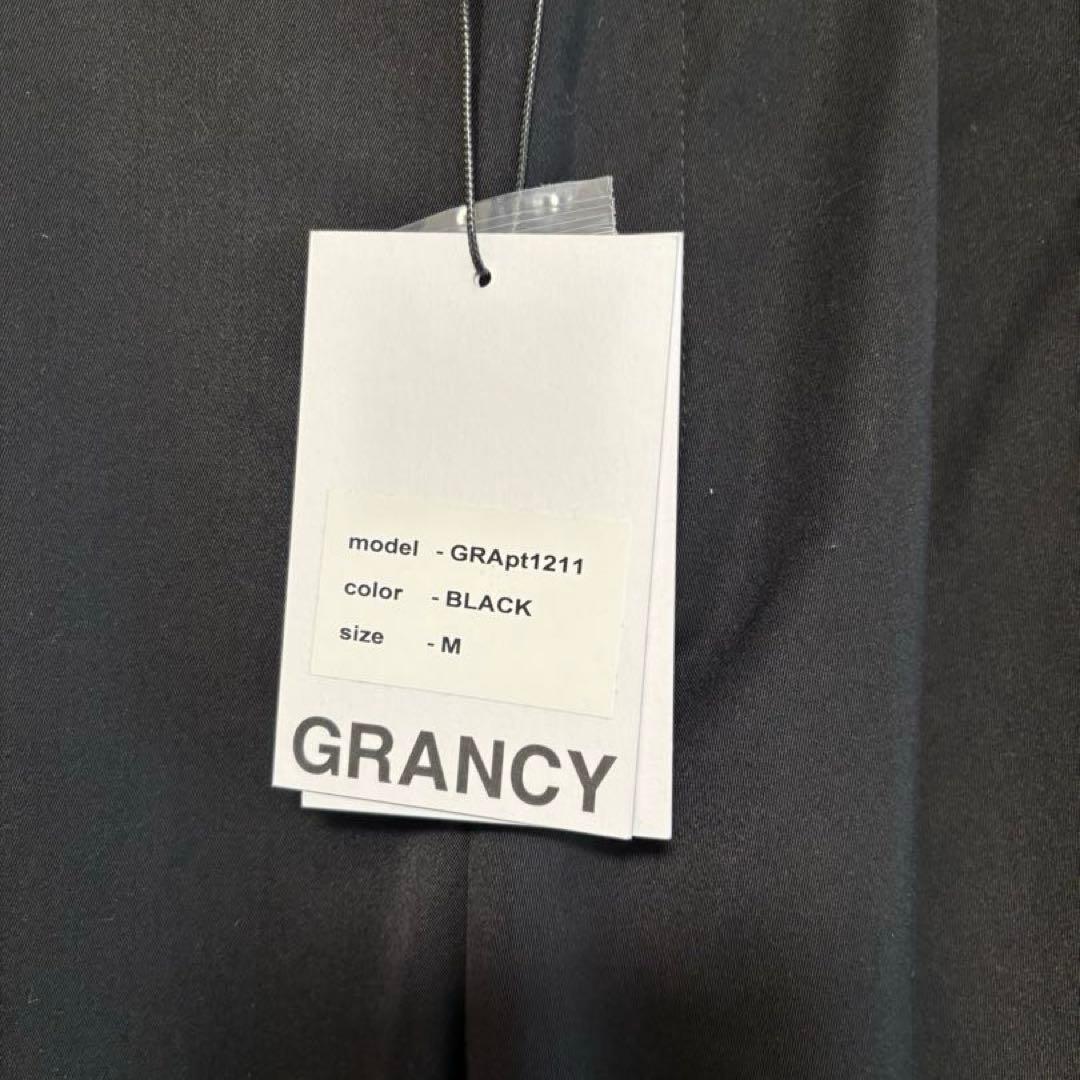 model - GRApt1211
color - BLACK
size - M
GRANCY